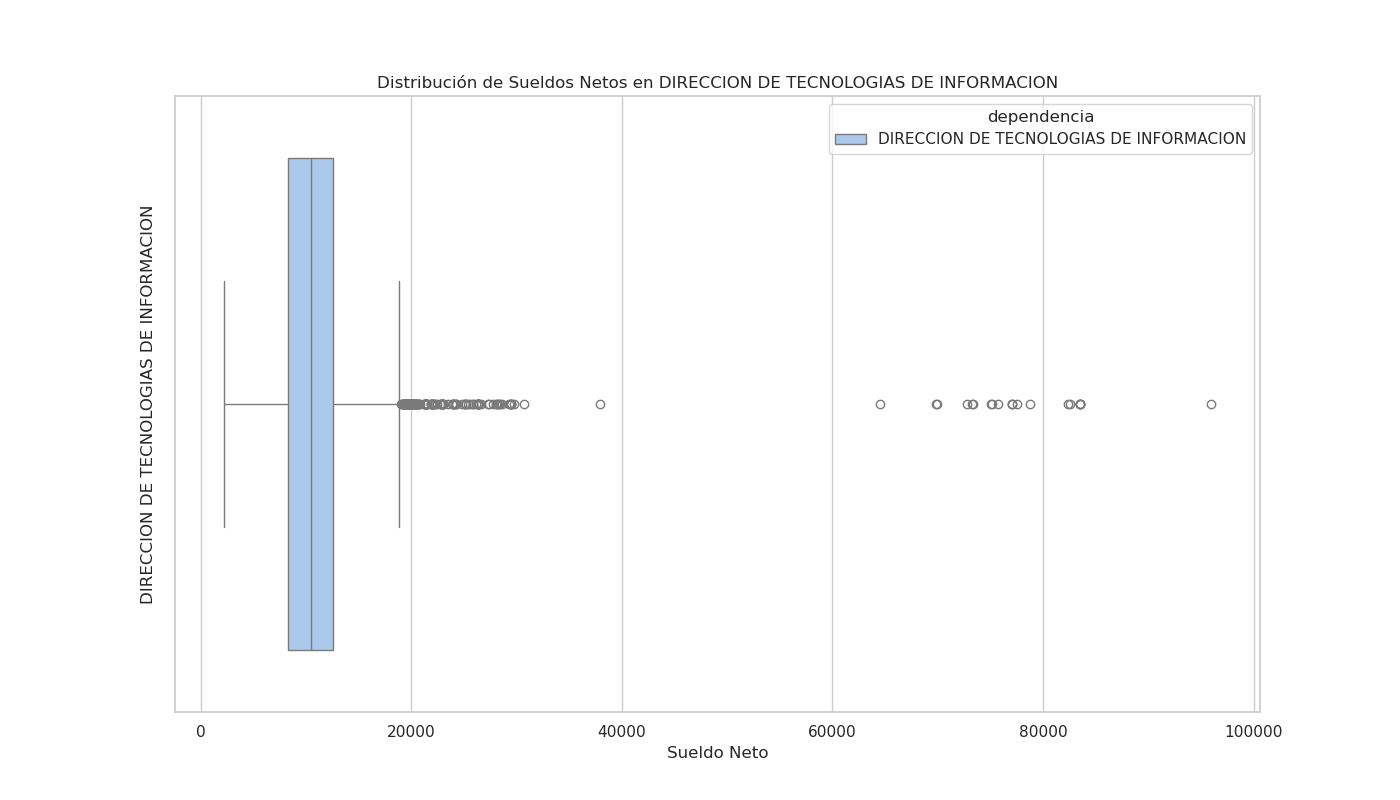 Distribución de Sueldos Netos en DIRECCION DE TECNOLOGIAS DE INFORMACION
dependencia
DIRECCION DE TECNOLOGIAS DE INFORMACION
DIRECCION DE TECNOLOGIAS DE INFORMACION
0
20000
40000
60000
80000
100000
Sueldo Neto